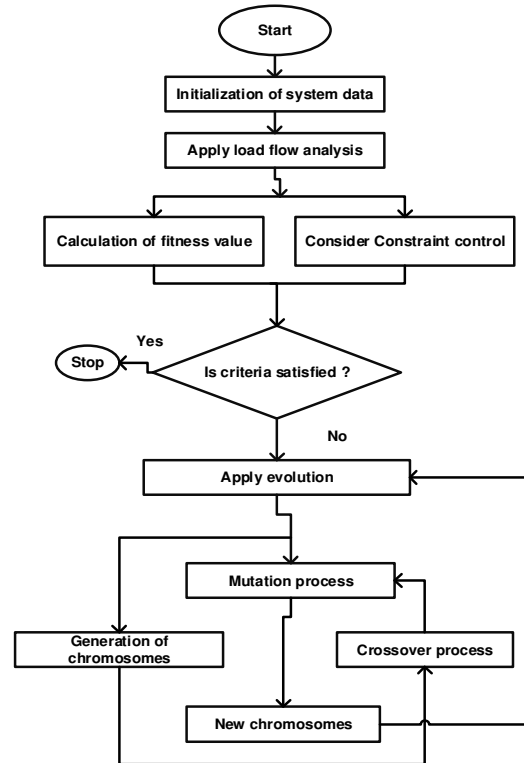 Start
Initialization of system data
Apply load flow analysis
Calculation of fitness value
Consider Constraint control
Yes
Stop
Is criteria satisfied ?
No
Apply evolution
Mutation process
Generation of
chromosomes
Crossover process
New chromosomes